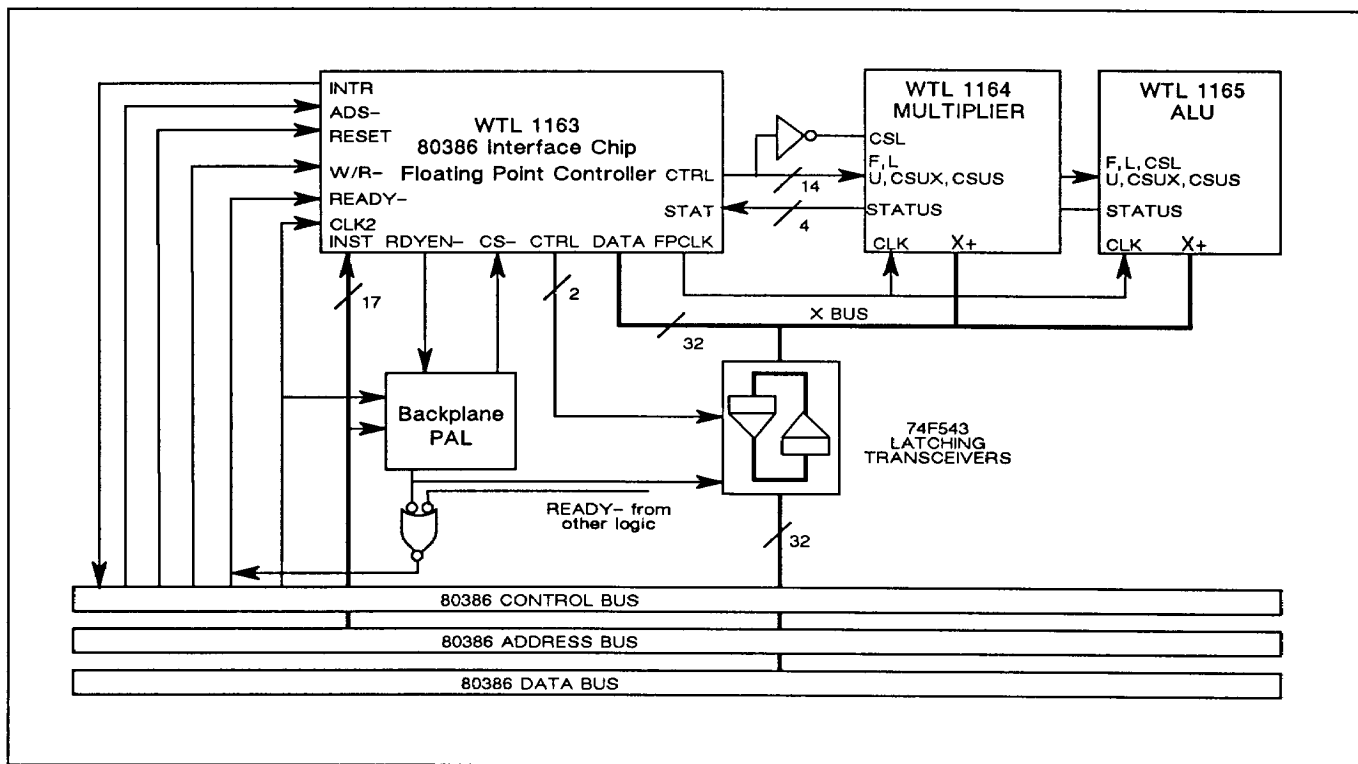 INTR
ADS-
RESET
W/R-
READY-
CLK2
INST RDYEN- CS- CTRL DATA FPCLK
WTL 1163
80386 Interface Chip
Floating Point Controller
CTRL
STAT
14
4
WTL 1164
MULTIPLIER
CSL
F, L
U, CSUX, CSUS
STATUS
CLK X+
WTL 1165
ALU
F, L, CSL
U, CSUX, CSUS
STATUS
CLK X+
17
2
X BUS
32
Backplane
PAL
74F543
LATCHING
TRANSCEIVERS
READY- from
other logic
32
80386 CONTROL BUS
80386 ADDRESS BUS
80386 DATA BUS